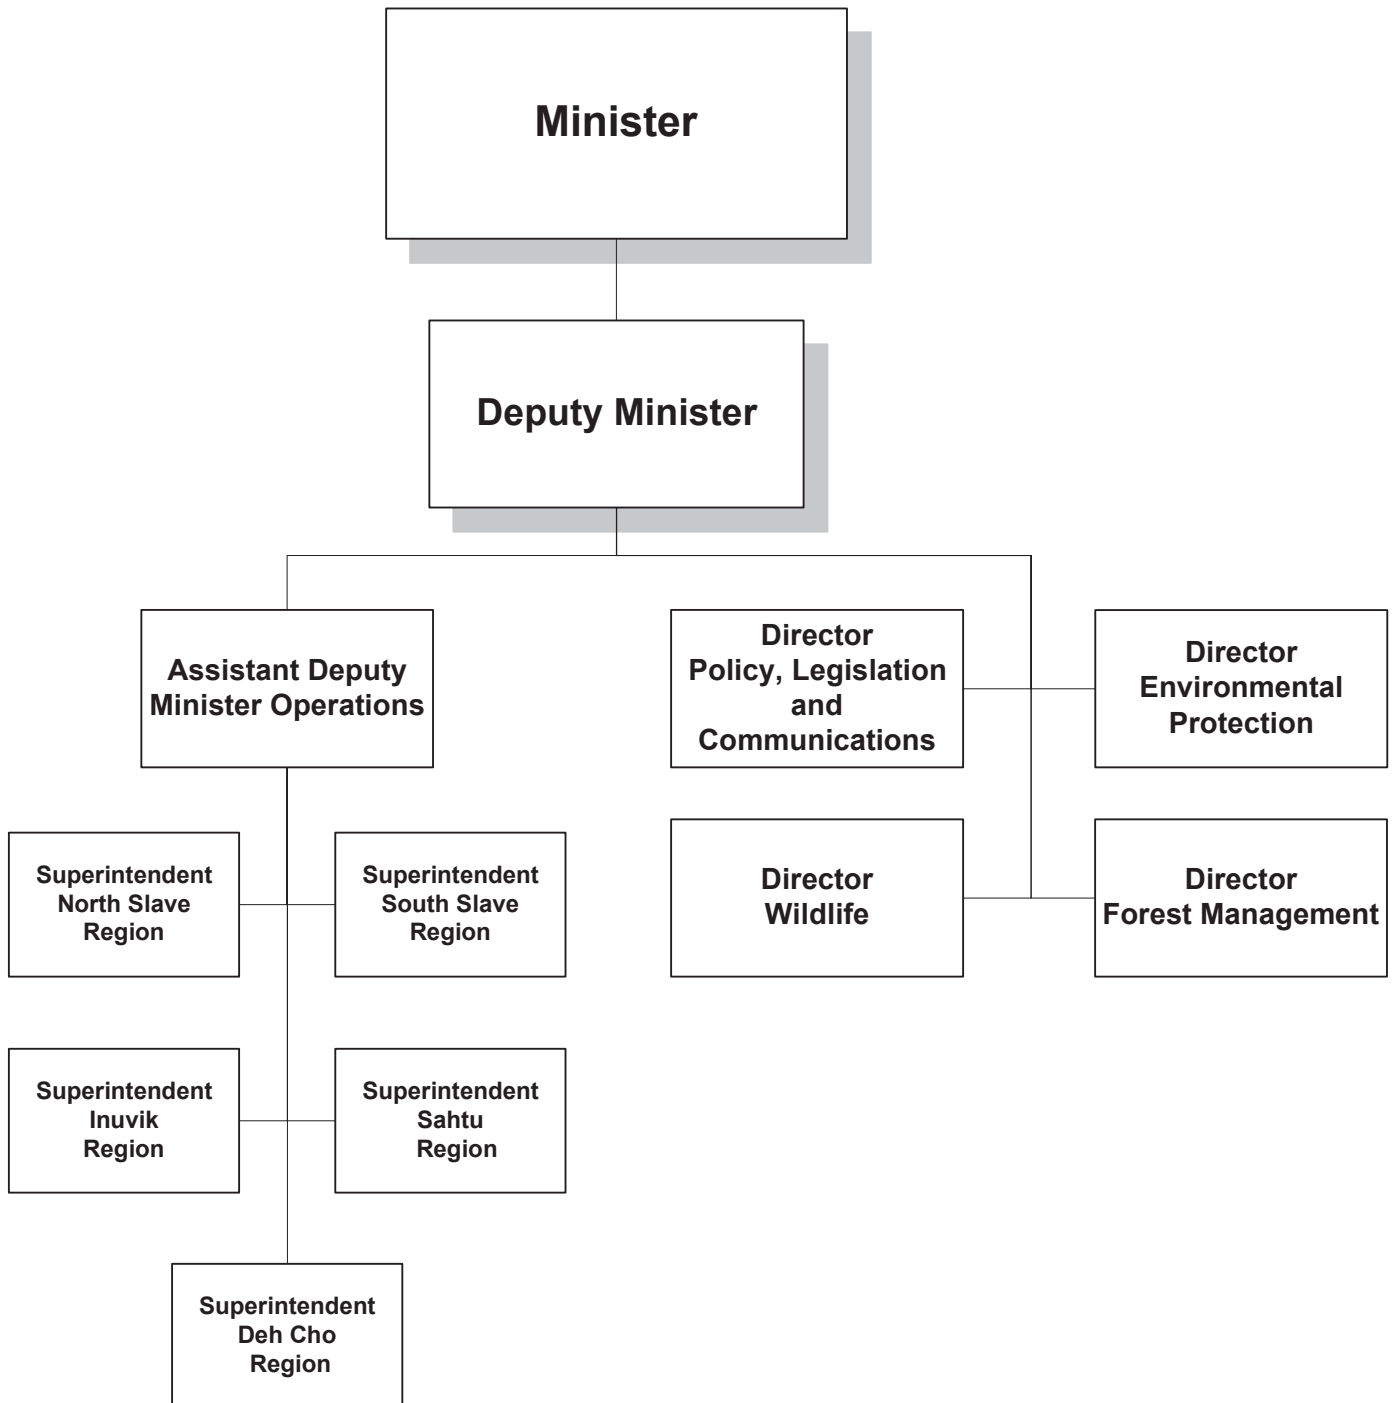 Minister
Deputy Minister
Assistant Deputy
Minister Operations
Director
Policy, Legislation
and
Communications
Director
Environmental
Protection
Superintendent
North Slave
Region
Superintendent
South Slave
Region
Director
Wildlife
Director
Forest Management
Superintendent
Inuvik
Region
Superintendent
Sahtu
Region
Superintendent
Deh Cho
Region